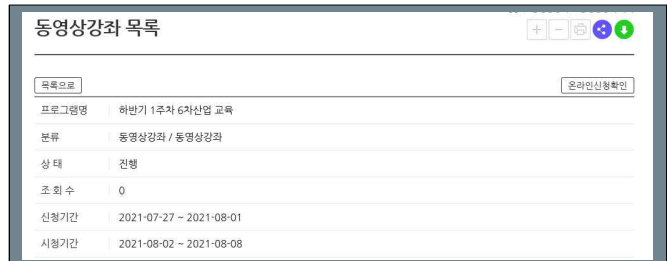 동영상강좌 목록
목록으로
온라인신청확인
프로그램명 하반기 1주차 6차산업 교육
분류 동영상강좌 / 동영상강좌
상 태 진행
조 회 수 0
신청기간 2021-07-27 ~ 2021-08-01
시청기간 2021-08-02 ~ 2021-08-08